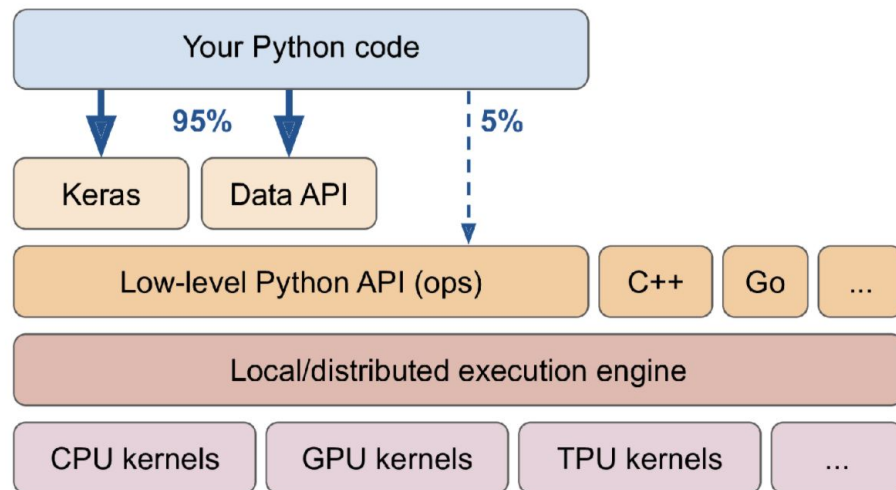 Your Python code
95%
5%
Keras
Data API
Low-level Python API (ops)
C++
Go
...
Local/distributed execution engine
CPU kernels
GPU kernels
TPU kernels
...